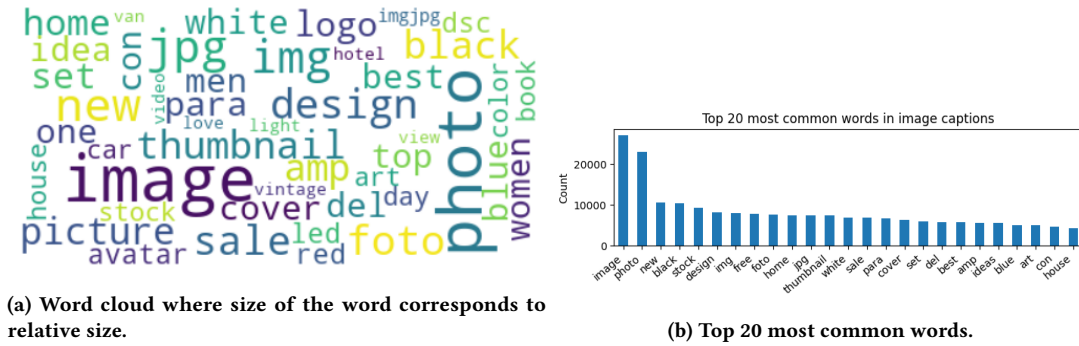 home van white logo imgjpg dsc
idea con jpg img hotel black
set men best
new video para design photo bluecolor book
one love light view
house car thumbnail top women
image amp art
vintage day
stock cover del
picture sale led foto
avatar red
(a) Word cloud where size of the word corresponds to
relative size.
Top 20 most common words in image captions
Count
20000
10000
0
image photo new black stock design img free foto home jpg thumbnail white sale para cover set del best amp ideas blue art con house
(b) Top 20 most common words.